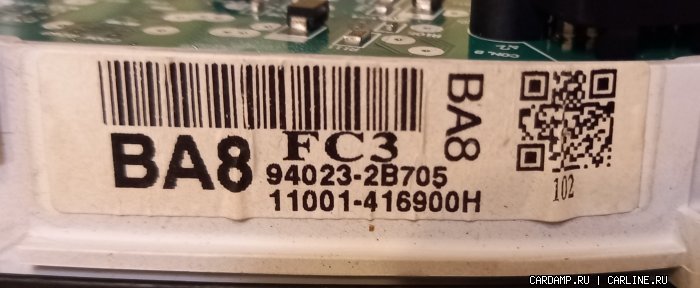 BA8
FC3
94023-2B705
11001-416900H
BA8
102
CARDAMP.RU | CARLINE.RU